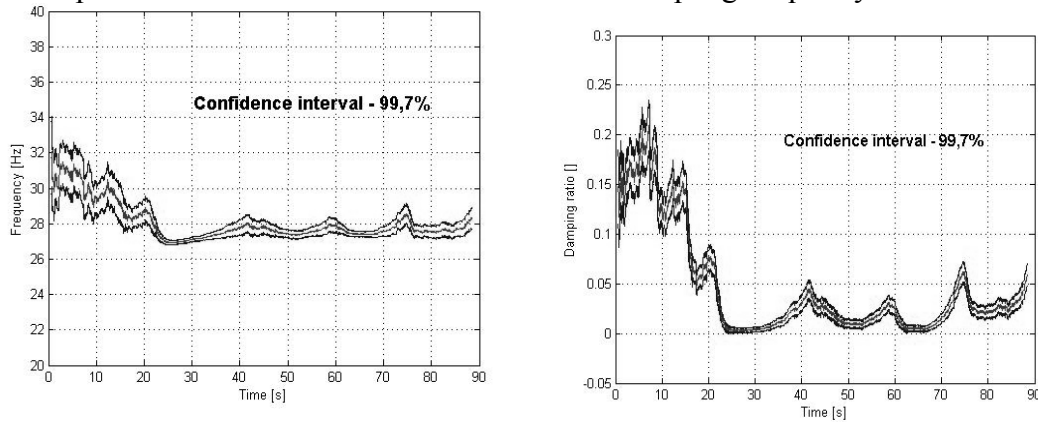 40
38
36
34
32
30
28
26
24
22
20
Frequency [Hz]
Confidence interval - 99,7%
0 10 20 30 40 50 60 70 80 90
Time [s]
0.3
0.25
0.2
0.15
0.1
0.05
0
-0.05
Damping ratio []
Confidence interval - 99,7%
0 10 20 30 40 50 60 70 80 90
Time [s]